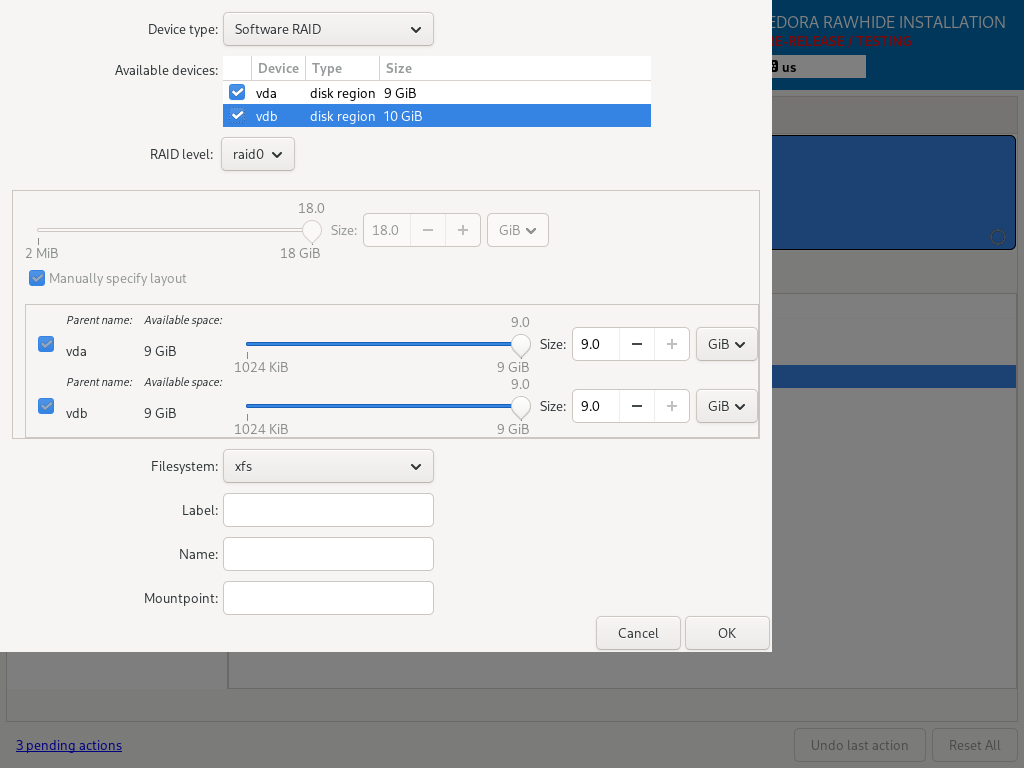 Device type: Software RAID
EDORA RAWHIDE INSTALLATION
E-RELEASE / TESTING
us
Available devices:
Device Type Size
vda disk region 9 GiB
vdb disk region 10 GiB
RAID level: raid0
18.0
Size: 18.0 − + GiB
2 MiB 18 GiB
Manually specify layout
Parent name: Available space: 9.0
vda 9 GiB Size: 9.0 − + GiB
1024 KiB 9 GiB
Parent name: Available space: 9.0
vdb 9 GiB Size: 9.0 − + GiB
1024 KiB 9 GiB
Filesystem: xfs
Label:
Name:
Mountpoint:
Cancel OK
3 pending actions
Undo last action Reset All